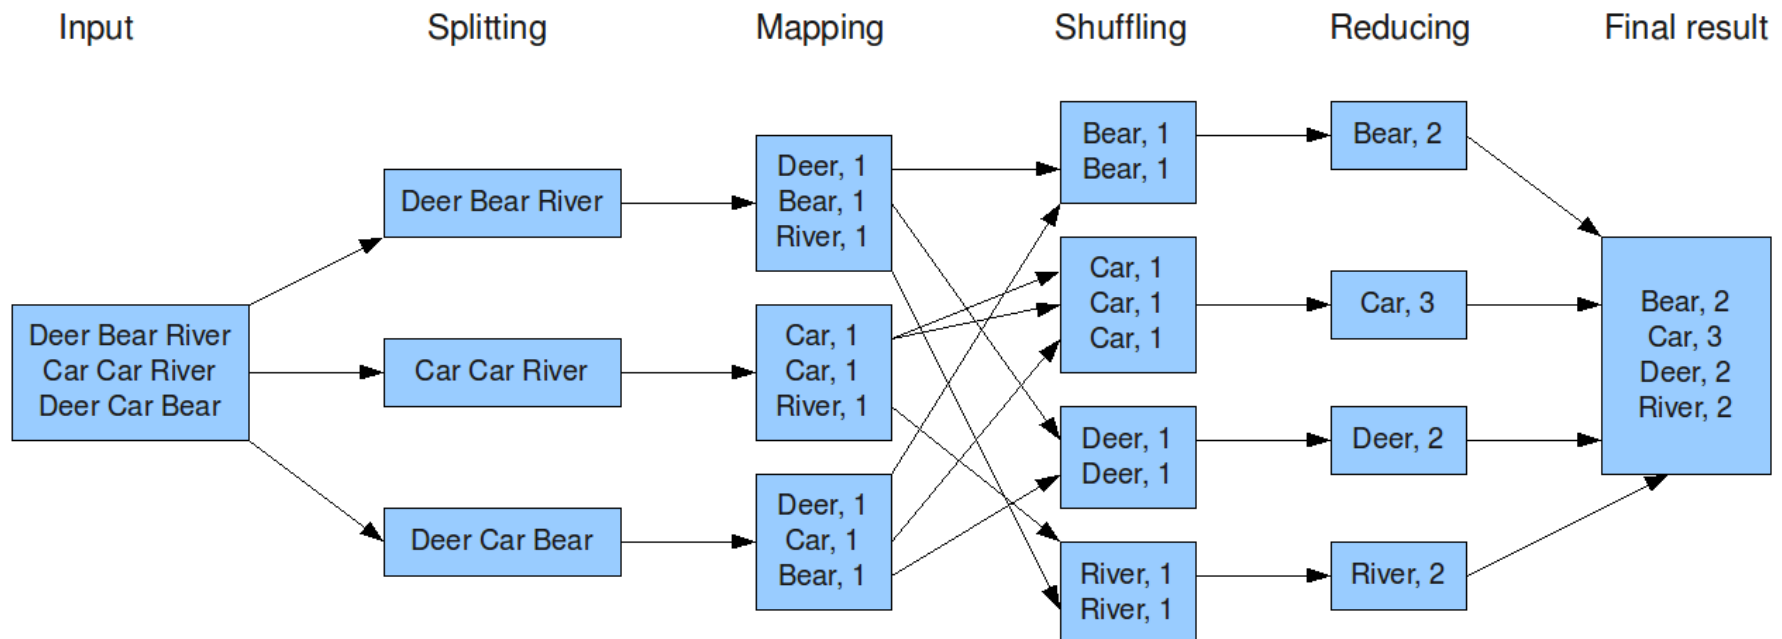 Input
Splitting
Mapping
Shuffling
Reducing
Final result
Deer Bear River
Car Car River
Deer Car Bear
Deer Bear River
Car Car River
Deer Car Bear
Deer, 1
Bear, 1
River, 1
Car, 1
Car, 1
River, 1
Deer, 1
Car, 1
Bear, 1
Bear, 1
Bear, 1
Car, 1
Car, 1
Car, 1
Deer, 1
Deer, 1
River, 1
River, 1
Bear, 2
Car, 3
Deer, 2
River, 2
Bear, 2
Car, 3
Deer, 2
River, 2